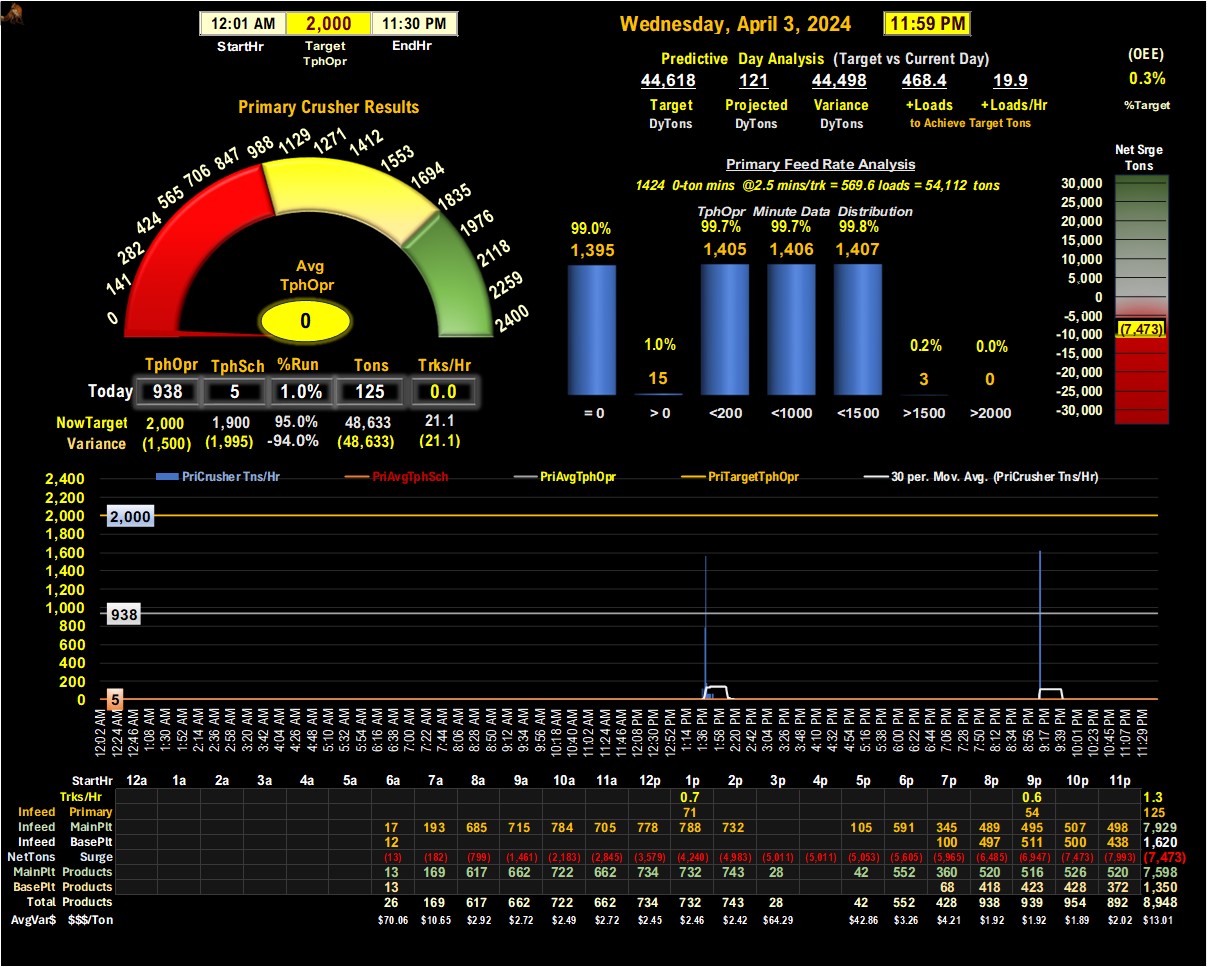 12:01 AM 2,000 11:30 PM
StartHr Target TphOpr EndHr
Wednesday, April 3, 2024 11:59 PM
Predictive Day Analysis (Target vs Current Day)
44,618 121 44,498 468.4 19.9
Target Projected Variance +Loads +Loads/Hr
DyTons DyTons DyTons to Achieve Target Tons
(OEE)
0.3%
%Target
Primary Crusher Results
0 141 282 424 565 706 847 988 1129 1271 1412 1553 1694 1835 1976 2118 2259 2400
Avg
TphOpr
0
TphOpr TphSch %Run Tons Trks/Hr
Today 938 5 1.0% 125 0.0
NowTarget 2,000 1,900 95.0% 48,633 21.1
Variance (1,500) (1,995) -94.0% (48,633) (21.1)
Primary Feed Rate Analysis
1424 0-ton mins @2.5 mins/trk = 569.6 loads = 54,112 tons
TphOpr Minute Data Distribution
99.0% 1.0% 99.7% 99.7% 99.8% 0.2% 0.0%
1,395 15 1,405 1,406 1,407 3 0
= 0 > 0 <200 <1000 <1500 >1500 >2000
Net Srge
Tons
30,000
25,000
20,000
15,000
10,000
5,000
0
-5,000
(7,473)
-10,000
-15,000
-20,000
-25,000
-30,000
PriCrusher Tns/Hr PriAvgTphSch PriAvgTphOpr PriTargetTphOpr 30 per. Mov. Avg. (PriCrusher Tns/Hr)
2,400
2,200
2,000 2,000
1,800
1,600
1,400
1,200
1,000
938
800
600
400
200
0 5
12:02 AM 12:24 AM 12:46 AM 1:08 AM 1:30 AM 1:52 AM 2:14 AM 2:36 AM 2:58 AM 3:20 AM 3:42 AM 4:04 AM 4:26 AM 4:48 AM 5:10 AM 5:32 AM 5:54 AM 6:16 AM 6:38 AM 7:00 AM 7:22 AM 7:44 AM 8:06 AM 8:28 AM 8:50 AM 9:12 AM 9:34 AM 9:56 AM 10:18 AM 10:40 AM 11:02 AM 11:24 AM 11:46 AM 12:08 PM 12:30 PM 12:52 PM 1:14 PM 1:36 PM 1:58 PM 2:20 PM 2:42 PM 3:04 PM 3:26 PM 3:48 PM 4:10 PM 4:32 PM 4:54 PM 5:16 PM 5:38 PM 6:00 PM 6:22 PM 6:44 PM 7:06 PM 7:28 PM 7:50 PM 8:12 PM 8:34 PM 8:56 PM 9:17 PM 9:39 PM 10:01 PM 10:23 PM 10:45 PM 11:07 PM 11:29 PM
StartHr 12a 1a 2a 3a 4a 5a 6a 7a 8a 9a 10a 11a 12p 1p 2p 3p 4p 5p 6p 7p 8p 9p 10p 11p
Trks/Hr 0.7 0.6 1.3
Infeed Primary 71 54 125
Infeed MainPlt 17 193 685 715 784 705 778 788 732 105 591 345 489 495 507 498 7,929
Infeed BasePlt 12 100 497 511 500 438 1,620
NetTons Surge (13) (182) (799) (1,461) (2,183) (2,845) (3,579) (4,240) (4,983) (5,011) (5,011) (5,053) (5,605) (5,965) (6,485) (6,947) (7,473) (7,993) (7,473)
MainPlt Products 13 169 617 662 722 662 734 732 743 28 42 552 360 520 516 526 520 7,598
BasePlt Products 13 68 418 423 428 372 1,350
Total Products 26 169 617 662 722 662 734 732 743 28 42 552 428 938 939 954 892 8,948
AvgVar$ $$$/Ton $70.06 $10.65 $2.92 $2.72 $2.49 $2.72 $2.45 $2.46 $2.42 $64.29 $42.86 $3.26 $4.21 $1.92 $1.92 $1.89 $2.02 $13.01